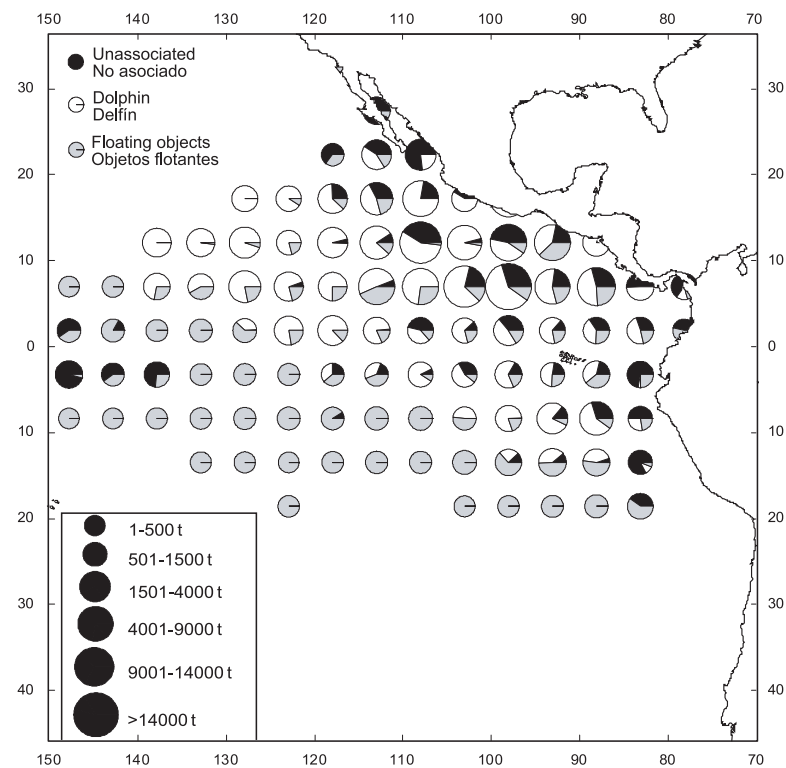 150 140 130 120 110 100 90 80 70
Unassociated
No asociado
Dolphin
Delfín
Floating objects
Objetos flotantes
30
20
10
0
10
20
30
40
30
20
10
0
10
20
30
40
1-500 t
501-1500 t
1501-4000 t
4001-9000 t
9001-14000 t
>14000 t
150 140 130 120 110 100 90 80 70